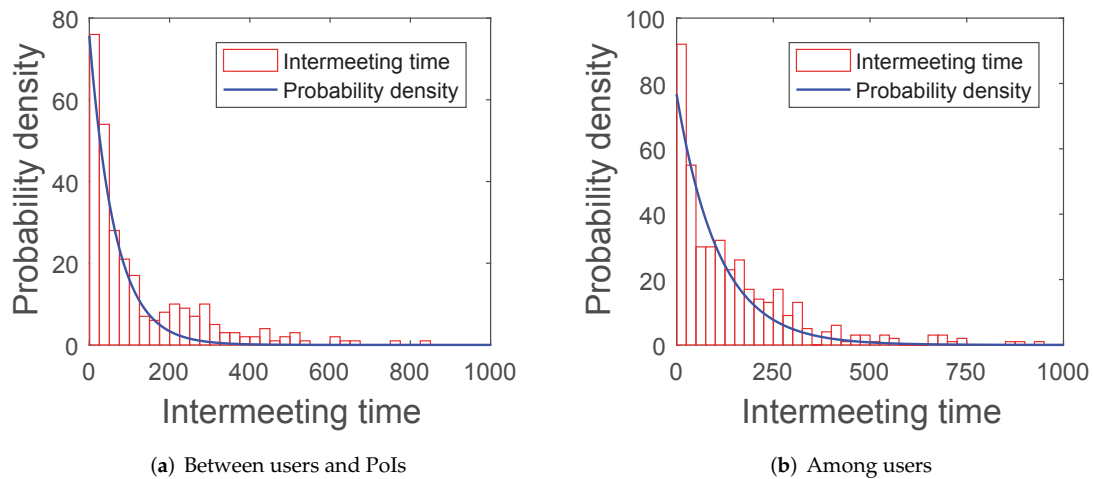 80
60
40
20
0
Probability density
Intermeeting time
Probability density
0 200 400 600 800 1000
Intermeeting time
(a) Between users and PoIs
100
80
60
40
20
0
Probability density
Intermeeting time
Probability density
0 250 500 750 1000
Intermeeting time
(b) Among users